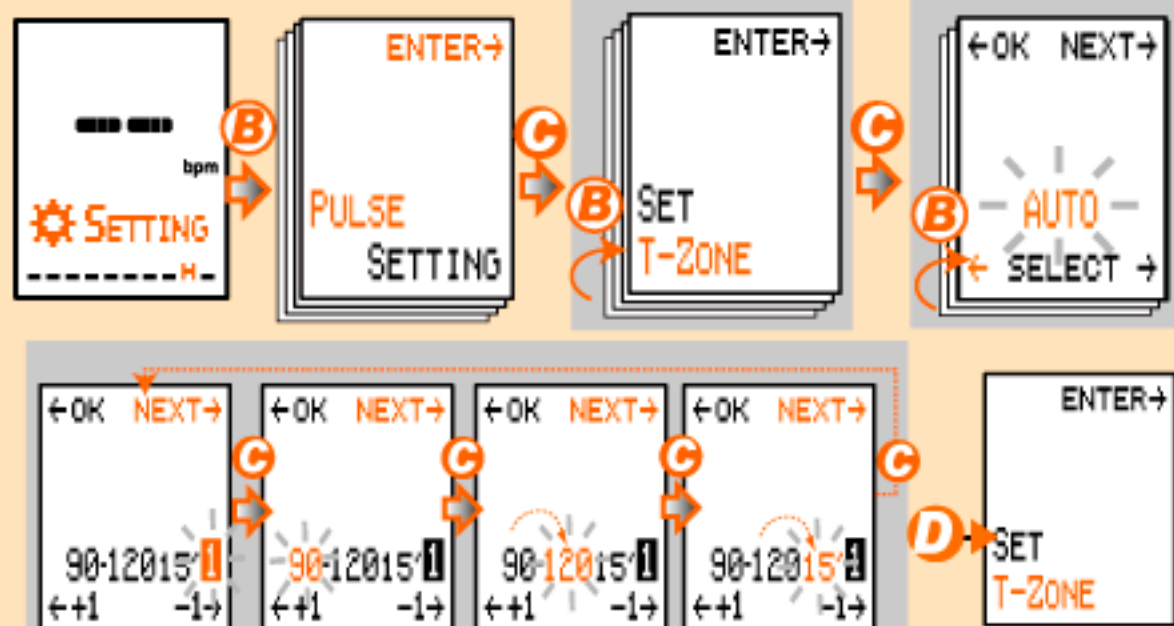 bpm
SETTING
--------- H -
B
ENTER→
PULSE
SETTING
C
B
ENTER→
SET
T-ZONE
C
B
←OK NEXT→
AUTO
← SELECT →
←OK NEXT→
90-120 15' 1
←+1 -1→
C
←OK NEXT→
90-120 15' 1
←+1 -1→
C
←OK NEXT→
90-120 15' 1
←+1 -1→
C
←OK NEXT→
90-120 15' 1
←+1 -1→
C
D
ENTER→
SET
T-ZONE